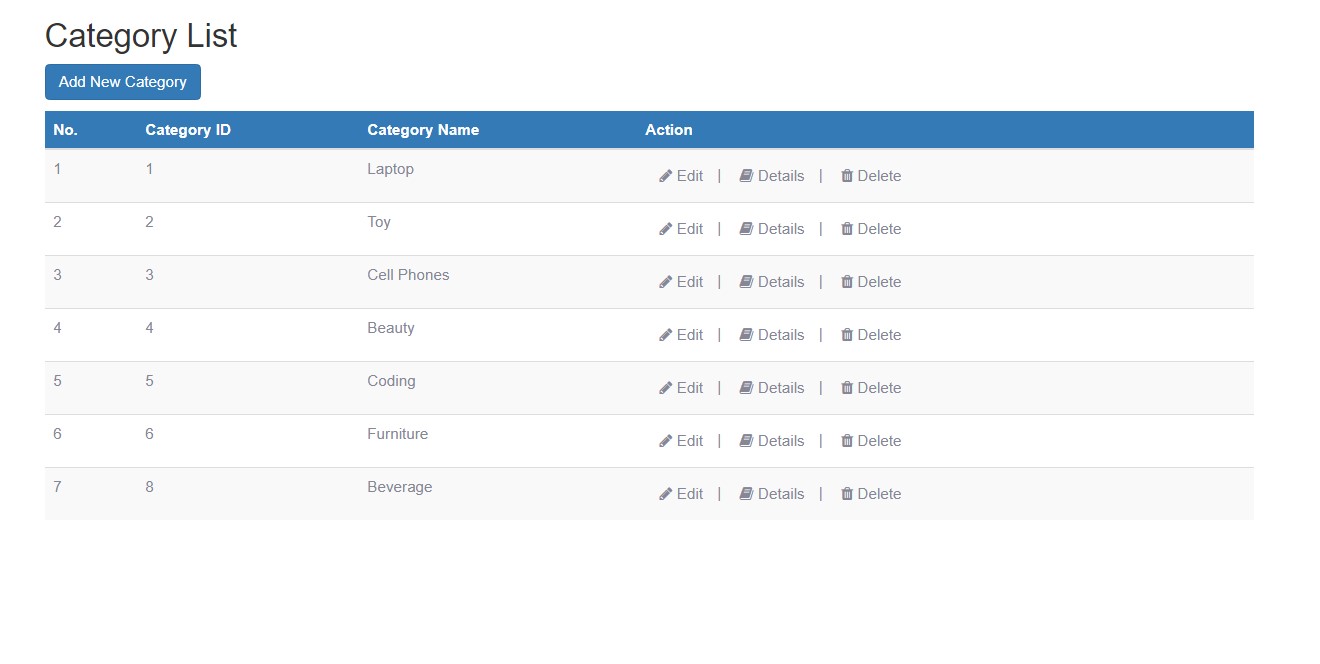 Category List
Add New Category
No. Category ID Category Name Action
1 1 Laptop Edit | Details | Delete
2 2 Toy Edit | Details | Delete
3 3 Cell Phones Edit | Details | Delete
4 4 Beauty Edit | Details | Delete
5 5 Coding Edit | Details | Delete
6 6 Furniture Edit | Details | Delete
7 8 Beverage Edit | Details | Delete